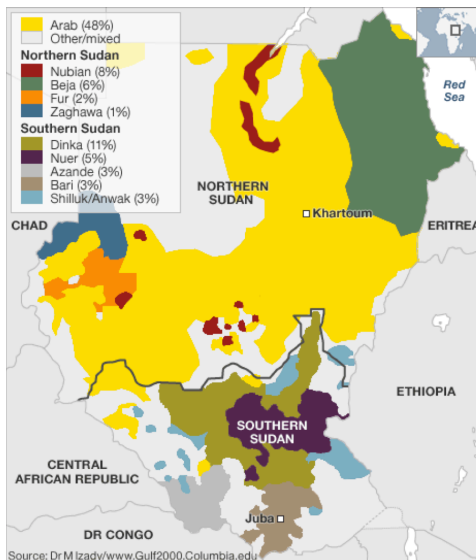 Arab (48%)
Other/mixed
Northern Sudan
Nubian (8%)
Beja (6%)
Fur (2%)
Zaghawa (1%)
Southern Sudan
Dinka (11%)
Nuer (5%)
Azande (3%)
Bari (3%)
Shilluk/Anwak (3%)
Red
Sea
NORTHERN
SUDAN
Khartoum
CHAD
ERITREA
ETHIOPIA
SOUTHERN
SUDAN
CENTRAL
AFRICAN REPUBLIC
Juba
DR CONGO
Source: Dr M Izady/www.Gulf2000.Columbia.edu